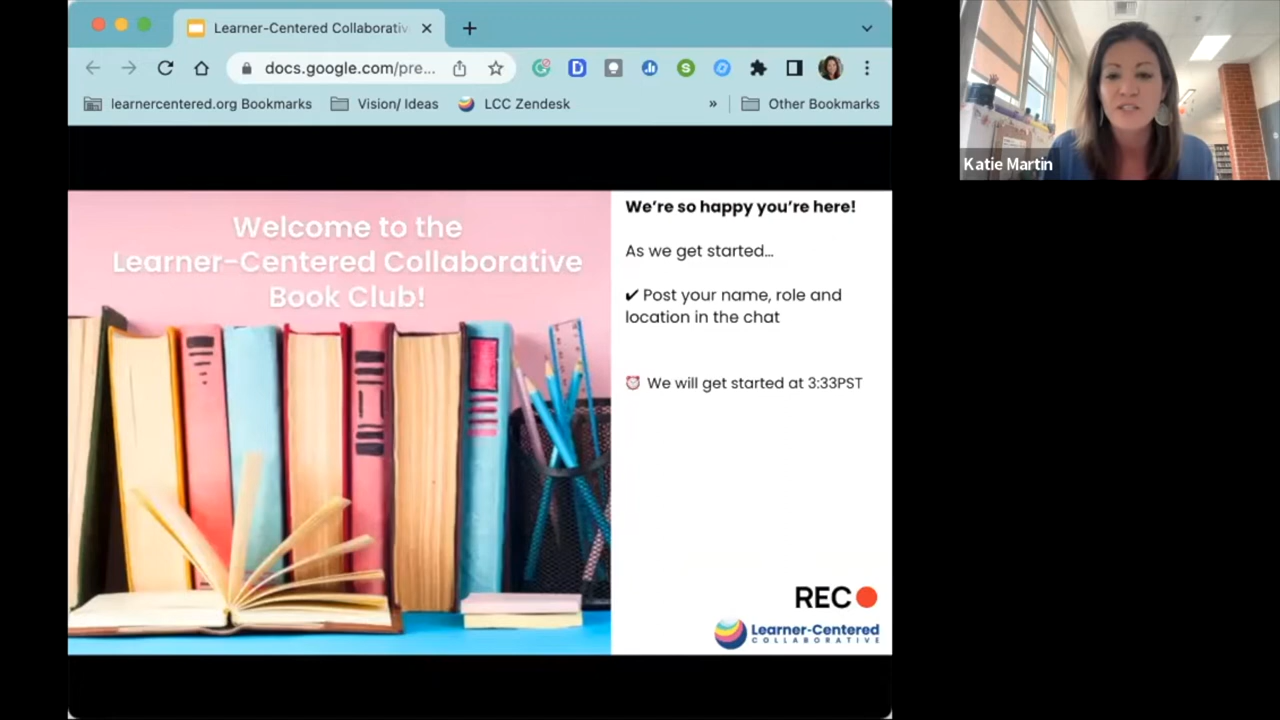 Learner-Centered Collaborativ
docs.google.com/pre...
learnercentered.org Bookmarks
Vision/ Ideas
LCC Zendesk
»
Other Bookmarks
Katie Martin
Welcome to the
Learner-Centered Collaborative
Book Club!
We're so happy you're here!
As we get started...
✔ Post your name, role and
location in the chat
⏰ We will get started at 3:33PST
REC
Learner-Centered
COLLABORATIVE